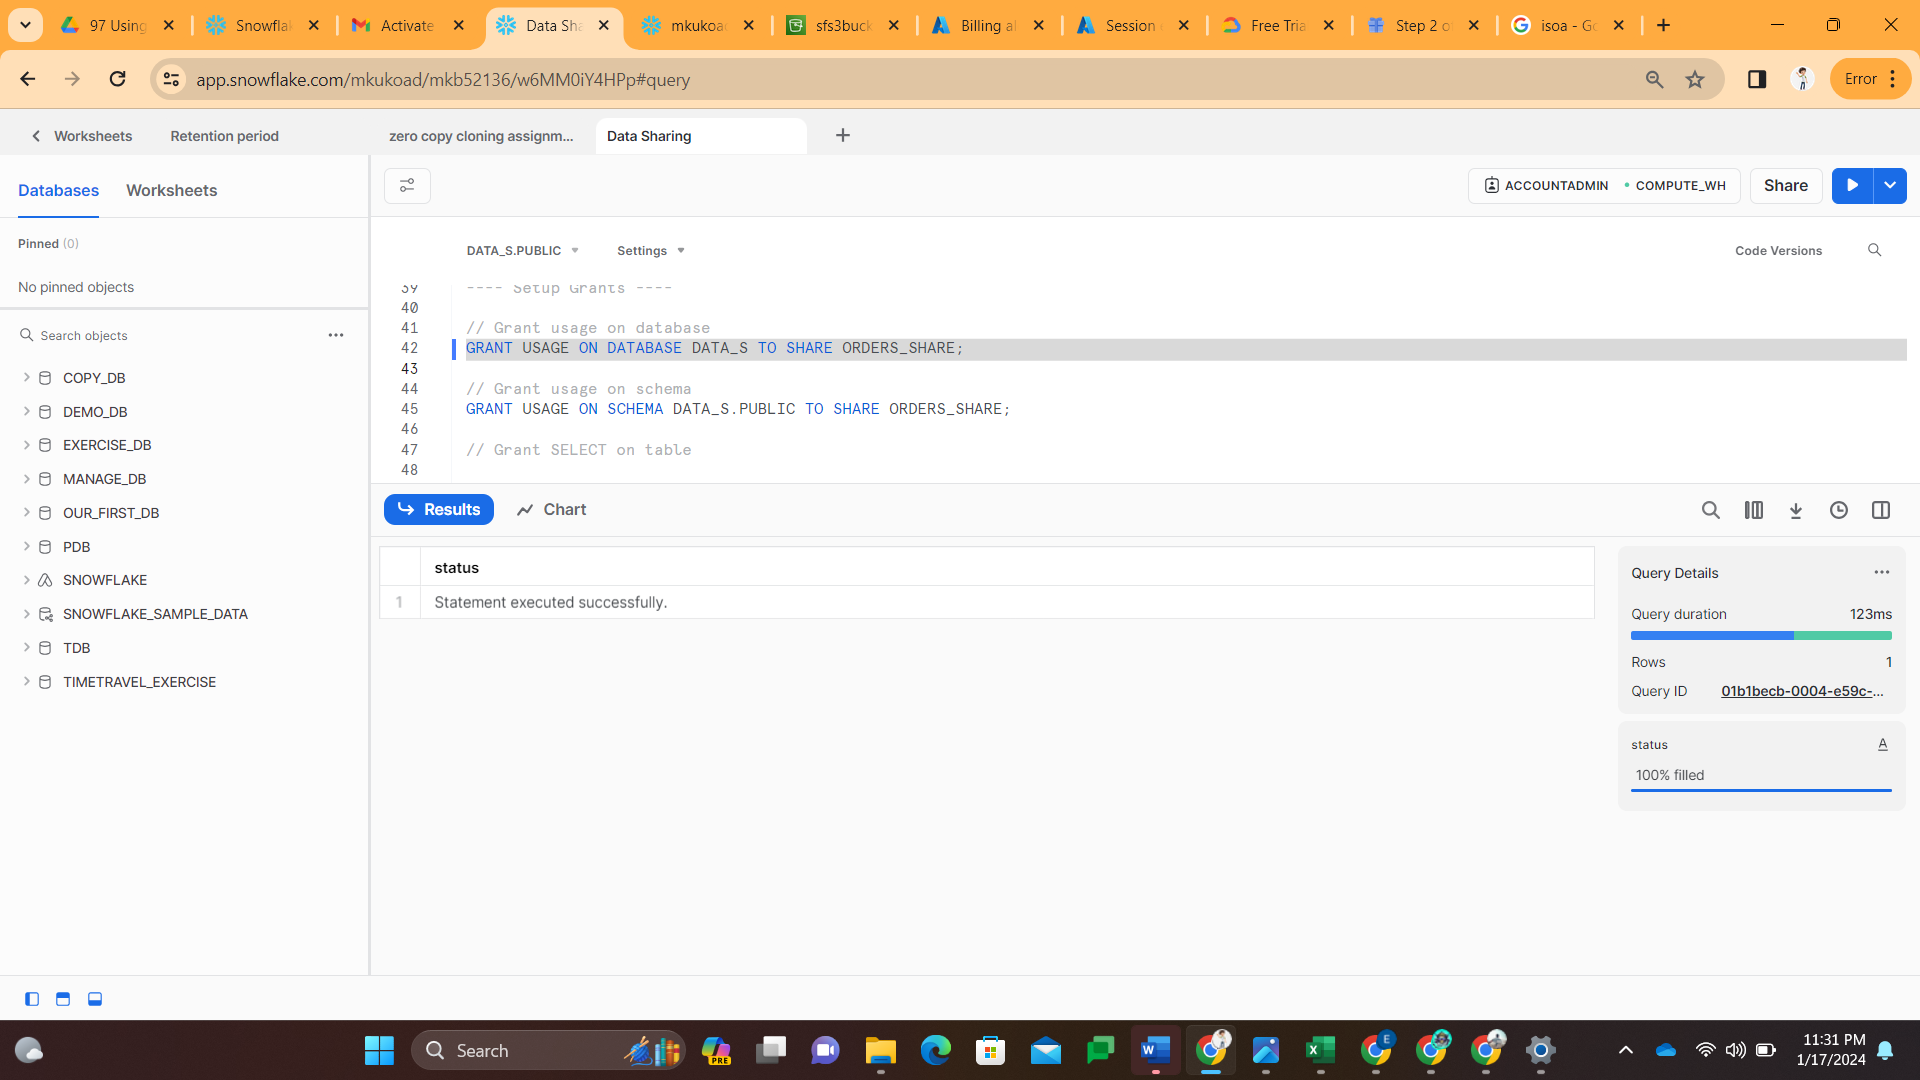 97 Using
Snowflak
Activate
Data Sha
mkukoad
sfs3buck
Billing al
Session
Free Tria
Step 2 o
isoa - Go
app.snowflake.com/mkukoad/mkb52136/w6MM0iY4HPp#query
Error
Worksheets
Retention period
zero copy cloning assignm...
Data Sharing
Databases
Worksheets
ACCOUNTADMIN
COMPUTE_WH
Share
Pinned (0)
No pinned objects
DATA_S.PUBLIC
Settings
Code Versions
Search objects
COPY_DB
DEMO_DB
EXERCISE_DB
MANAGE_DB
OUR_FIRST_DB
PDB
SNOWFLAKE
SNOWFLAKE_SAMPLE_DATA
TDB
TIMETRAVEL_EXERCISE
39 ---- Setup Grants ----
40
41 // Grant usage on database
42 GRANT USAGE ON DATABASE DATA_S TO SHARE ORDERS_SHARE;
43
44 // Grant usage on schema
45 GRANT USAGE ON SCHEMA DATA_S.PUBLIC TO SHARE ORDERS_SHARE;
46
47 // Grant SELECT on table
48
Results
Chart
status
1 Statement executed successfully.
Query Details
Query duration 123ms
Rows 1
Query ID 01b1becb-0004-e59c-...
status A
100% filled
Search
PRE
W
X
E
11:31 PM
1/17/2024